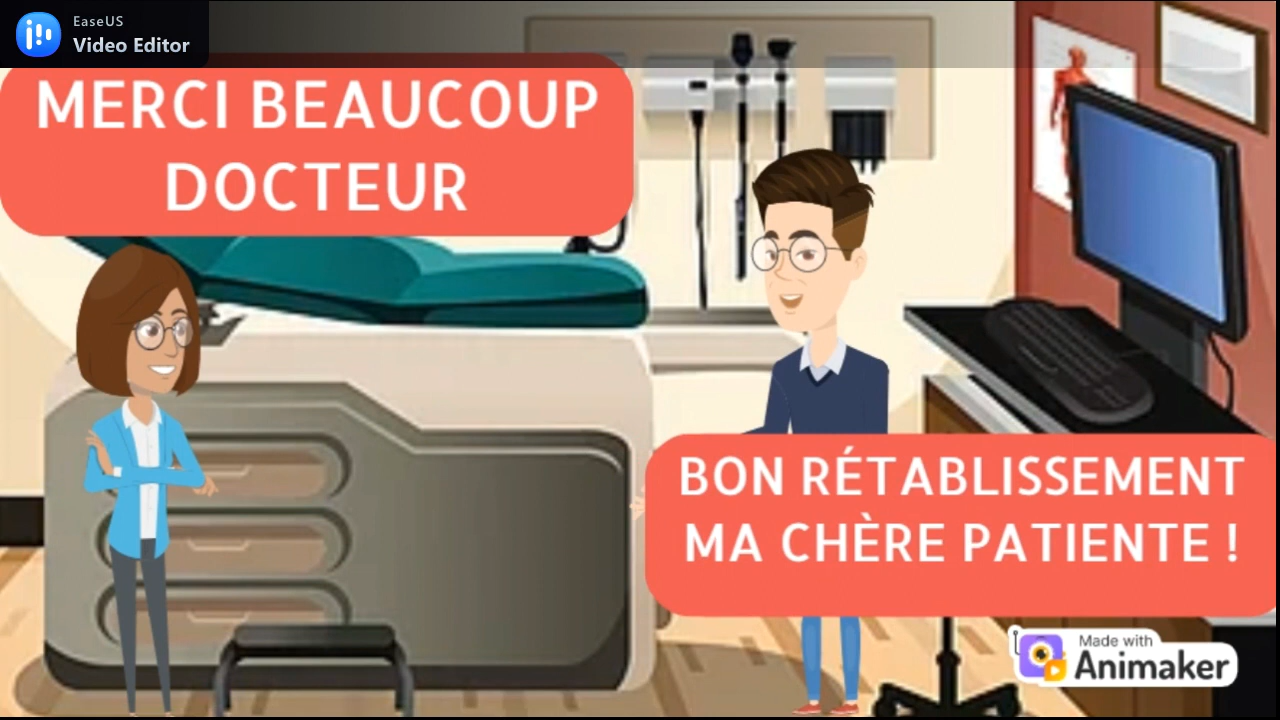 EaseUS
Video Editor
MERCI BEAUCOUP
DOCTEUR
BON RÉTABLISSEMENT
MA CHÈRE PATIENTE !
Made with
Animaker